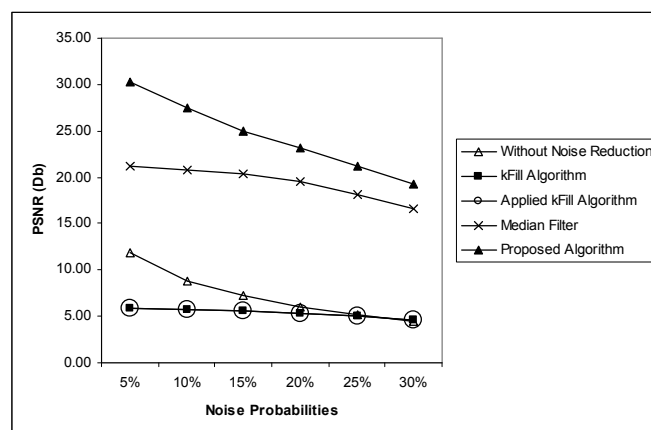 35.00
30.00
25.00
20.00
15.00
10.00
5.00
0.00
PSNR (Db)
5% 10% 15% 20% 25% 30%
Noise Probabilities
Without Noise Reduction
kFill Algorithm
Applied kFill Algorithm
Median Filter
Proposed Algorithm